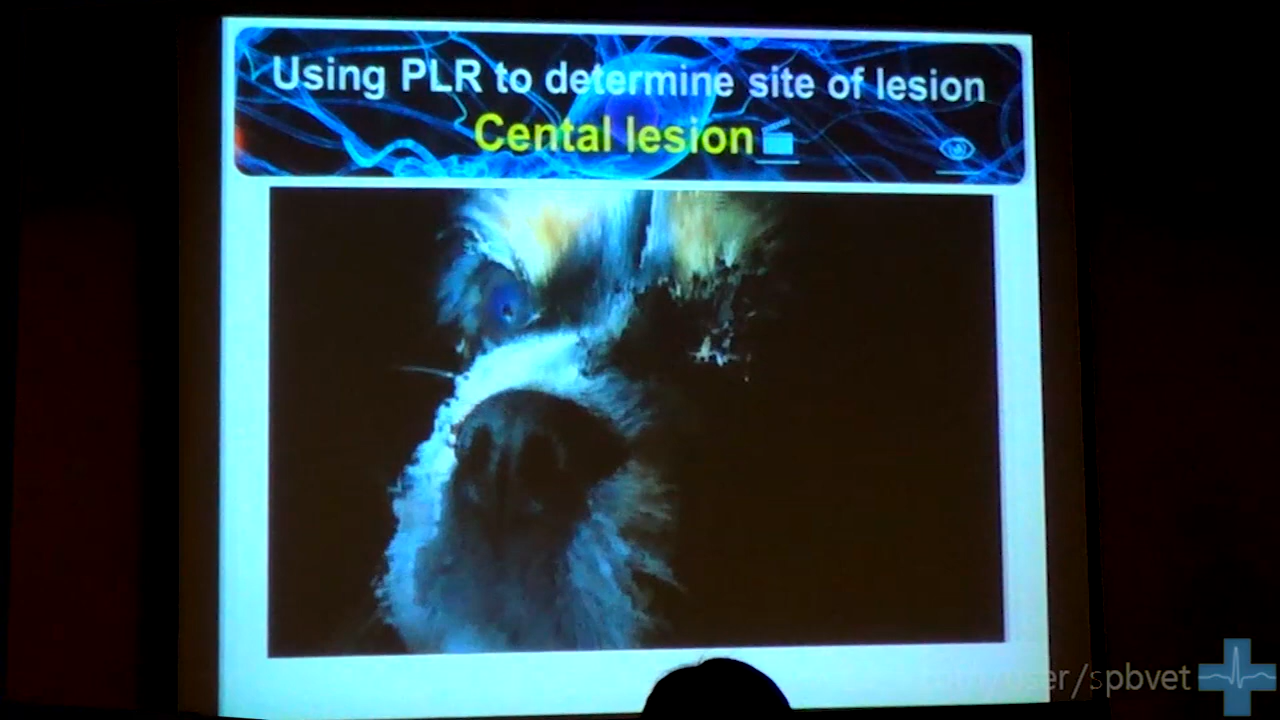 Using PLR to determine site of lesion
Cental lesion
user/spbvet